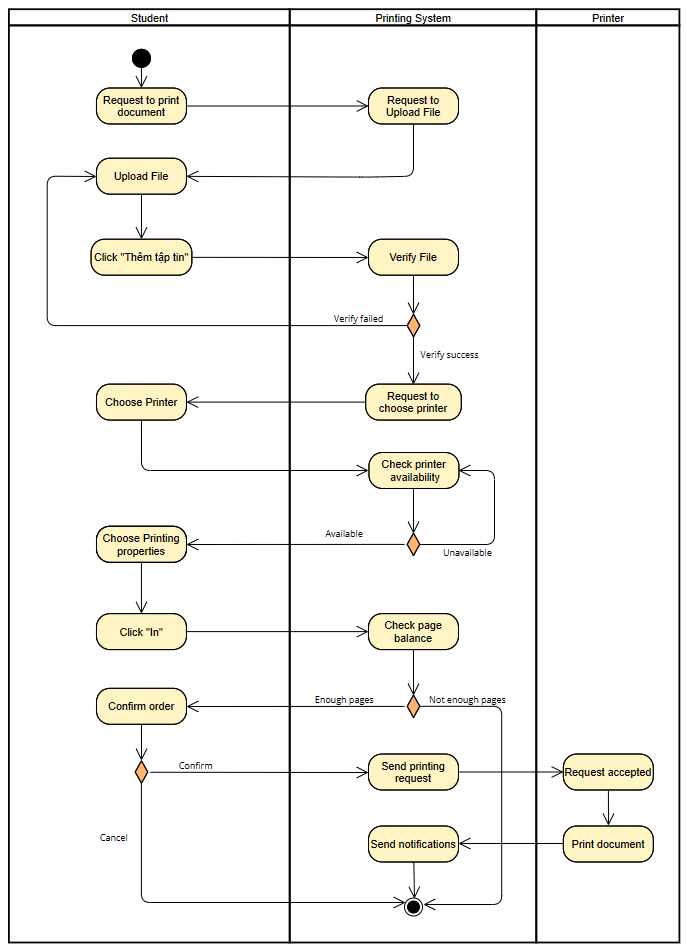 Student
Printing System
Printer
Request to print
document
Request to
Upload File
Upload File
Click "Thêm tập tin"
Verify File
Verify failed
Verify success
Choose Printer
Request to
choose printer
Check printer
availability
Available
Unavailable
Choose Printing
properties
Click "In"
Check page
balance
Enough pages
Not enough pages
Confirm order
Confirm
Send printing
request
Request accepted
Cancel
Send notifications
Print document